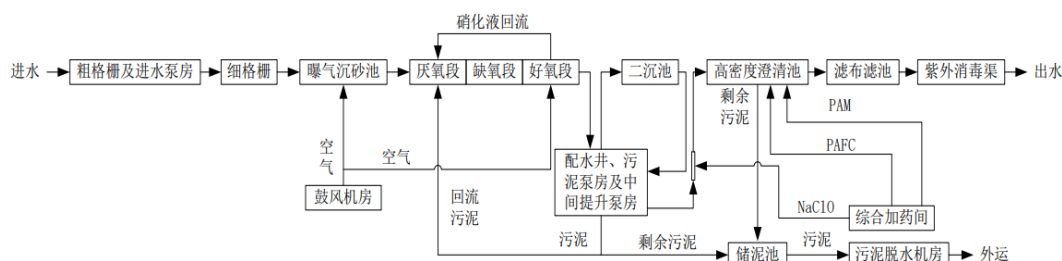 硝化液回流
进水
粗格栅及进水泵房
细格栅
曝气沉砂池
厌氧段
缺氧段
好氧段
二沉池
高密度澄清池
滤布滤池
紫外消毒渠
出水
剩余
污泥
PAM
PAFC
空气
空气
配水井、污
泥泵房及中
间提升泵房
鼓风机房
回流
污泥
NaClO
综合加药间
污泥
剩余污泥
储泥池
污泥
污泥脱水机房
外运